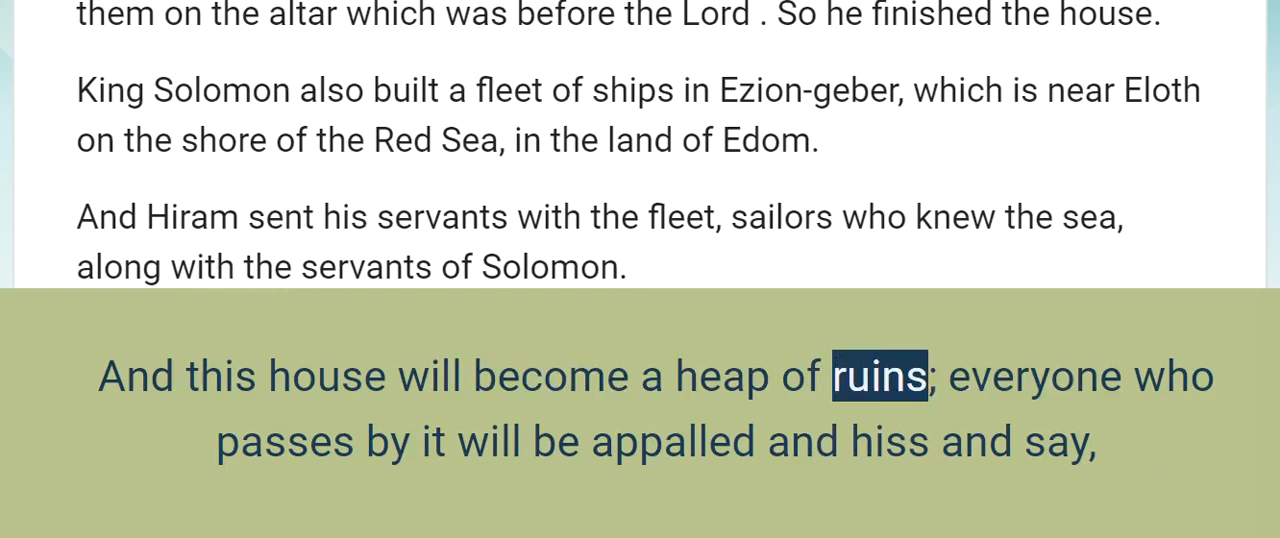 them on the altar which was before the Lord . So he finished the house.
King Solomon also built a fleet of ships in Ezion-geber, which is near Eloth
on the shore of the Red Sea, in the land of Edom.
And Hiram sent his servants with the fleet, sailors who knew the sea,
along with the servants of Solomon.
And this house will become a heap of ruins; everyone who
passes by it will be appalled and hiss and say,